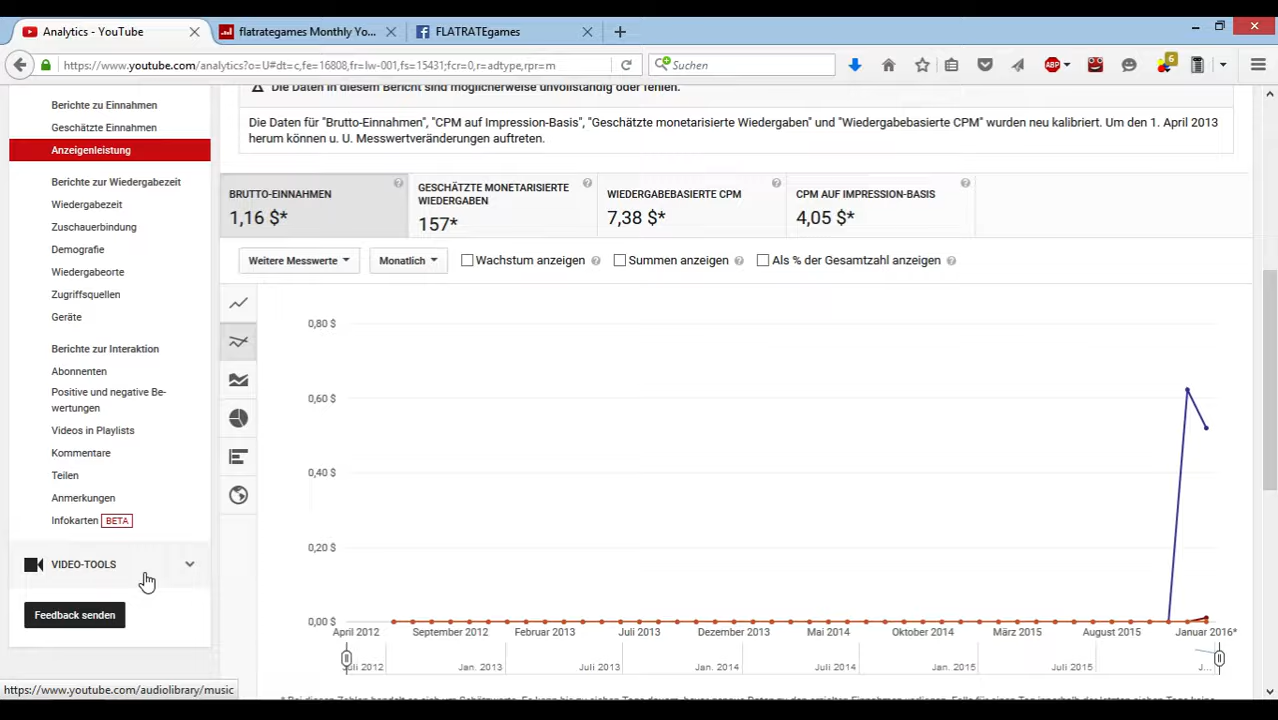 Analytics - YouTube
flatrategames Monthly Yo...
FLATRATEgames
https://www.youtube.com/analytics?o=U#dt=c,fe=16808,fr=lw-001,fs=15431;fcr=0,r=adtype,rpr=m
Suchen
ABP
6
Berichte zu Einnahmen
Geschätzte Einnahmen
Anzeigenleistung
Berichte zur Wiedergabezeit
Wiedergabezeit
Zuschauerbindung
Demografie
Wiedergabeorte
Zugriffsquellen
Geräte
Berichte zur Interaktion
Abonnenten
Positive und negative Be-
wertungen
Videos in Playlists
Kommentare
Teilen
Anmerkungen
Infokarten BETA
VIDEO-TOOLS
Feedback senden
https://www.youtube.com/audiolibrary/music
Die Daten in diesem Bericht sind möglicherweise unvollständig oder fehlen.
Die Daten für "Brutto-Einnahmen", "CPM auf Impression-Basis", "Geschätzte monetarisierte Wiedergaben" und "Wiedergabebasierte CPM" wurden neu kalibriert. Um den 1. April 2013
herum können u. U. Messwertveränderungen auftreten.
BRUTTO-EINNAHMEN
1,16 $*
GESCHÄTZTE MONETARISIERTE
WIEDERGABEN
157*
WIEDERGABEBASIERTE CPM
7,38 $*
CPM AUF IMPRESSION-BASIS
4,05 $*
Weitere Messwerte
Monatlich
Wachstum anzeigen
Summen anzeigen
Als % der Gesamtzahl anzeigen
0,80 $
0,60 $
0,40 $
0,20 $
0,00 $
April 2012 September 2012 Februar 2013 Juli 2013 Dezember 2013 Mai 2014 Oktober 2014 März 2015 August 2015 Januar 2016*
Juli 2012 Jan. 2013 Juli 2013 Jan. 2014 Juli 2014 Jan. 2015 Juli 2015 J...